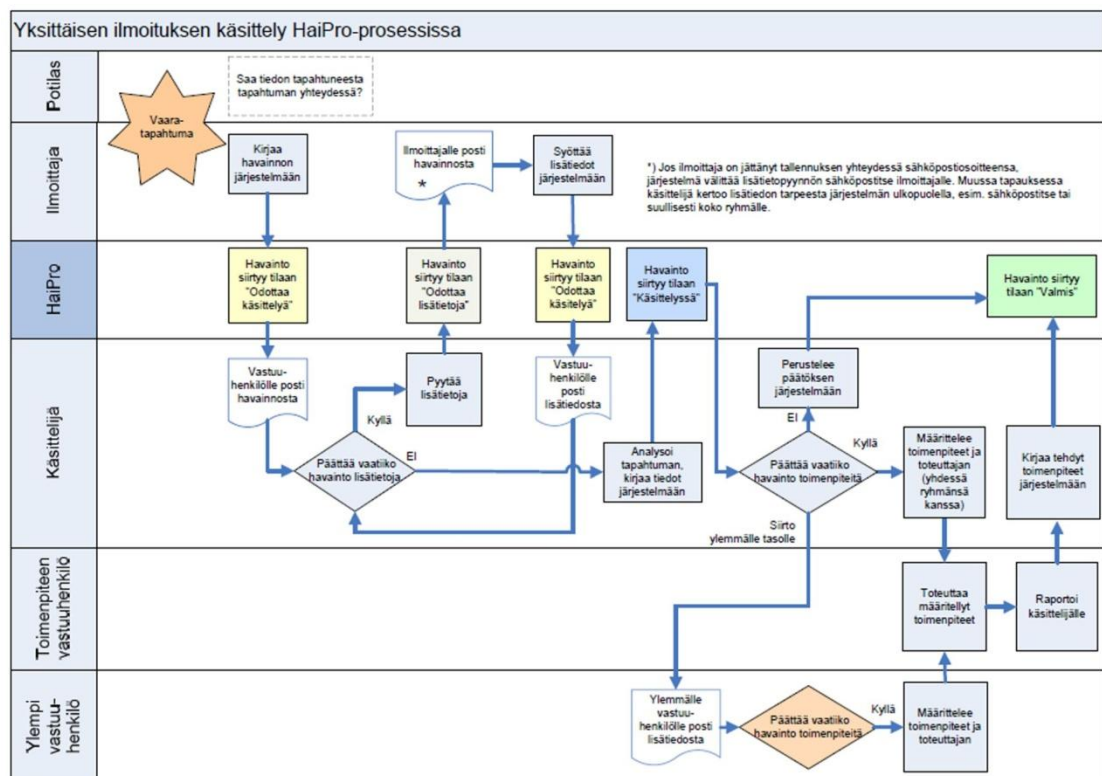 Yksittäisen ilmoituksen käsittely HaiPro-prosessissa
Potilas
Vaara-
tapahtuma
Saa tiedon tapahtuneesta
tapahtuman yhteydessä?
Ilmoittaja
Kirjaa
havainnon
järjestelmään
Ilmoittajalle posti
havainnosta
*
Syöttää
lisätiedot
järjestelmään
*) Jos ilmoittaja on jättänyt tallennuksen yhteydessä sähköpostiosoitteensa,
järjestelmä välittää lisätietopyynnön sähköpostitse ilmoittajalle. Muussa tapauksessa
käsittelijä kertoo lisätiedon tarpeesta järjestelmän ulkopuolella, esim. sähköpostitse tai
suullisesti koko ryhmälle.
HaiPro
Havainto
siirtyy tilaan
"Odottaa
käsittelyä"
Havainto
siirtyy tilaan
"Odottaa
lisätietoja"
Havainto
siirtyy tilaan
"Odottaa
käsitelyä"
Havainto
siirtyy tilaan
"Käsittelyssä"
Havainto siirtyy
tilaan "Valmis"
Käsittelijä
Vastuu-
henkilölle posti
havainnosta
Pyytää
lisätietoja
Vastuu-
henkilölle
posti
lisätiedosta
Perustelee
päätöksen
järjestelmään
Kyllä
EI
Päättää vaatiiko
havainto lisätietoja
EI
Analysoi
tapahtuman,
kirjaa tiedot
järjestelmään
Päättää vaatiiko
havainto toimenpiteitä
Kyllä
Määrittelee
toimenpiteet ja
toteuttajan
(yhdessä
ryhmänsä
kanssa)
Kirjaa tehdyt
toimenpiteet
järjestelmään
Siirto
ylemmälle tasolle
Toimenpiteen
vastuuhenkilö
Toteuttaa
määritellyt
toimenpiteet
Raportoi
käsittelijälle
Ylempi
vastuu-
henkilö
Ylemmälle
vastuu-
henkilölle posti
lisätiedosta
Päättää vaatiiko
havainto toimenpiteitä
Kyllä
Määrittelee
toimenpiteet ja
toteuttajan